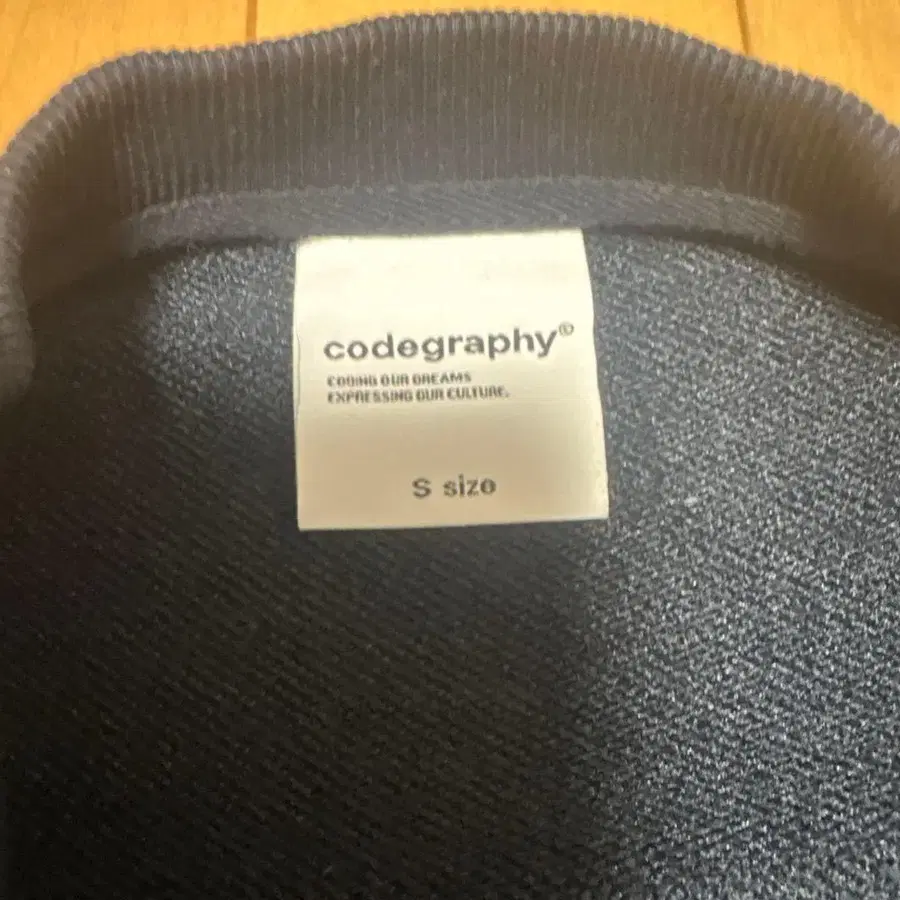 codegraphy®
CODING OUR DREAMS
EXPRESSING OUR CULTURE.
S size